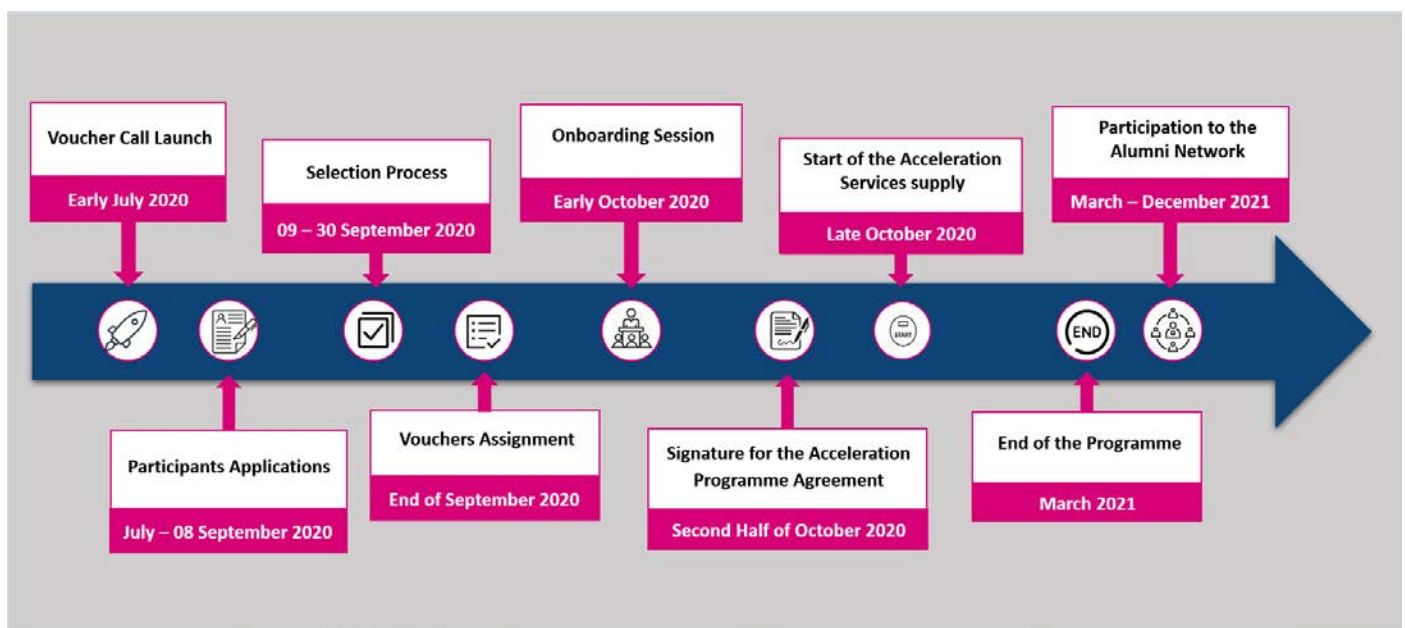 Voucher Call Launch
Early July 2020
Participants Applications
July – 08 September 2020
Selection Process
09 – 30 September 2020
Vouchers Assignment
End of September 2020
Onboarding Session
Early October 2020
Signature for the Acceleration
Programme Agreement
Second Half of October 2020
Start of the Acceleration
Services supply
Late October 2020
START
End of the Programme
March 2021
END
Participation to the
Alumni Network
March – December 2021